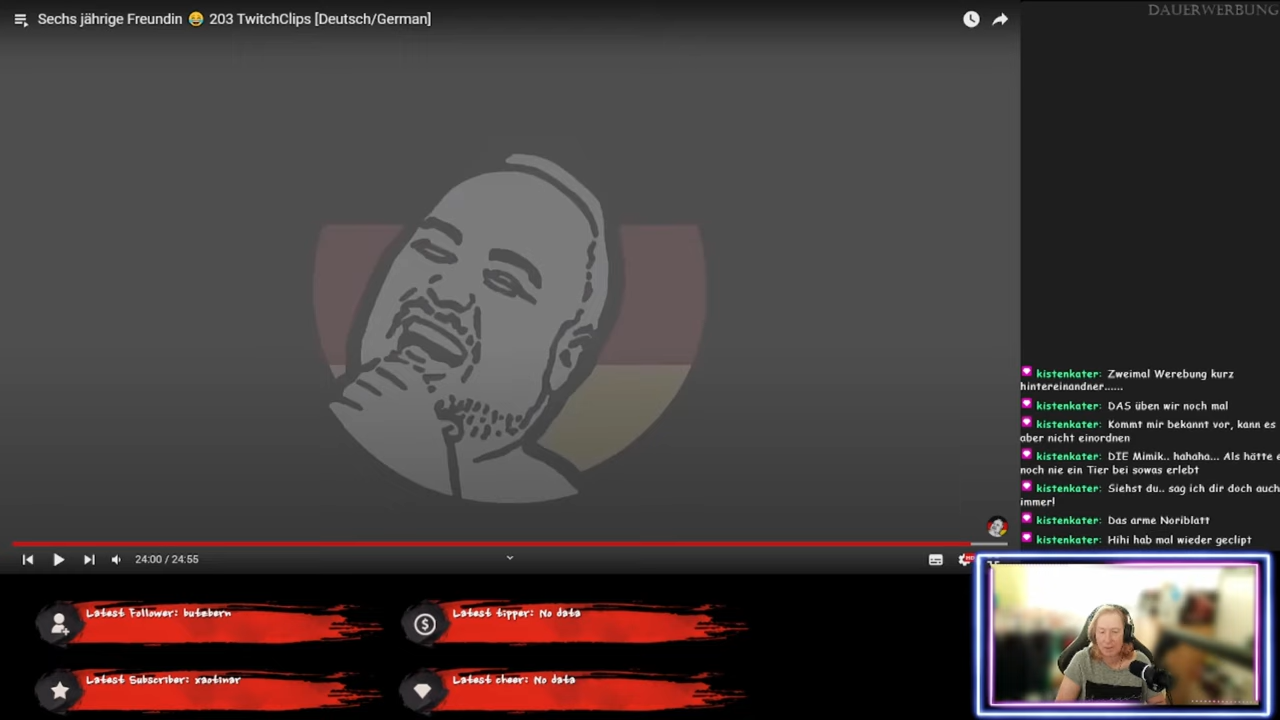 Sechs jährige Freundin 😂 203 TwitchClips [Deutsch/German]
DAUERWERBUNG
kistenkater: Zweimal Werebung kurz
hintereinandner......
kistenkater: DAS üben wir noch mal
kistenkater: Kommt mir bekannt vor, kann es
aber nicht einordnen
kistenkater: DIE Mimik.. hahaha... Als hätte e
noch nie ein Tier bei sowas erlebt
kistenkater: Siehst du.. sag ich dir doch auch
immer!
kistenkater: Das arme Noriblatt
kistenkater: Hihi hab mal wieder geclipt
24:00 / 24:55
Latest Follower: butzbern
Latest tipper: No data
Latest Subscriber: xaotinar
Latest cheer: No data